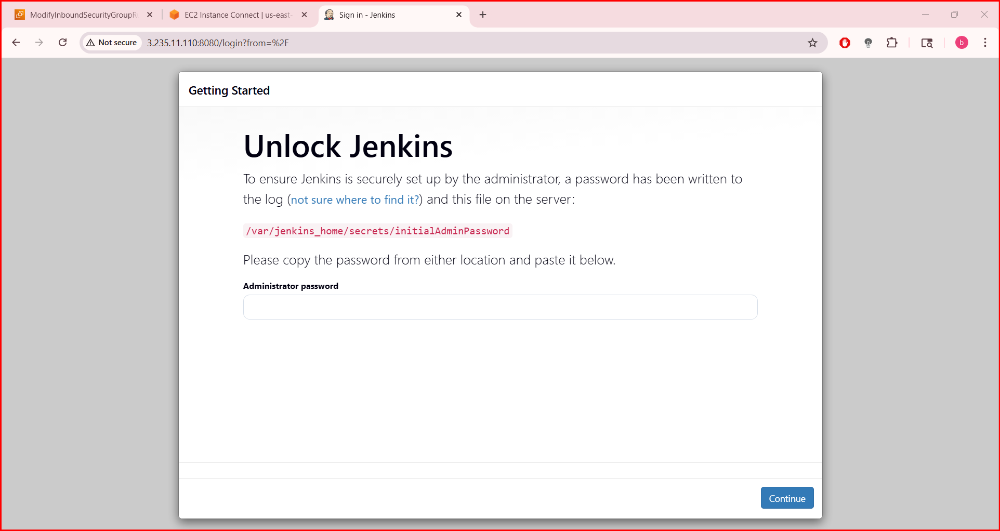 ModifyInboundSecurityGroupR
EC2 Instance Connect | us-east-
Sign in - Jenkins
Not secure
3.235.11.110:8080/login?from=%2F
b
Getting Started
Unlock Jenkins
To ensure Jenkins is securely set up by the administrator, a password has been written to
the log (not sure where to find it?) and this file on the server:
/var/jenkins_home/secrets/initialAdminPassword
Please copy the password from either location and paste it below.
Administrator password
Continue